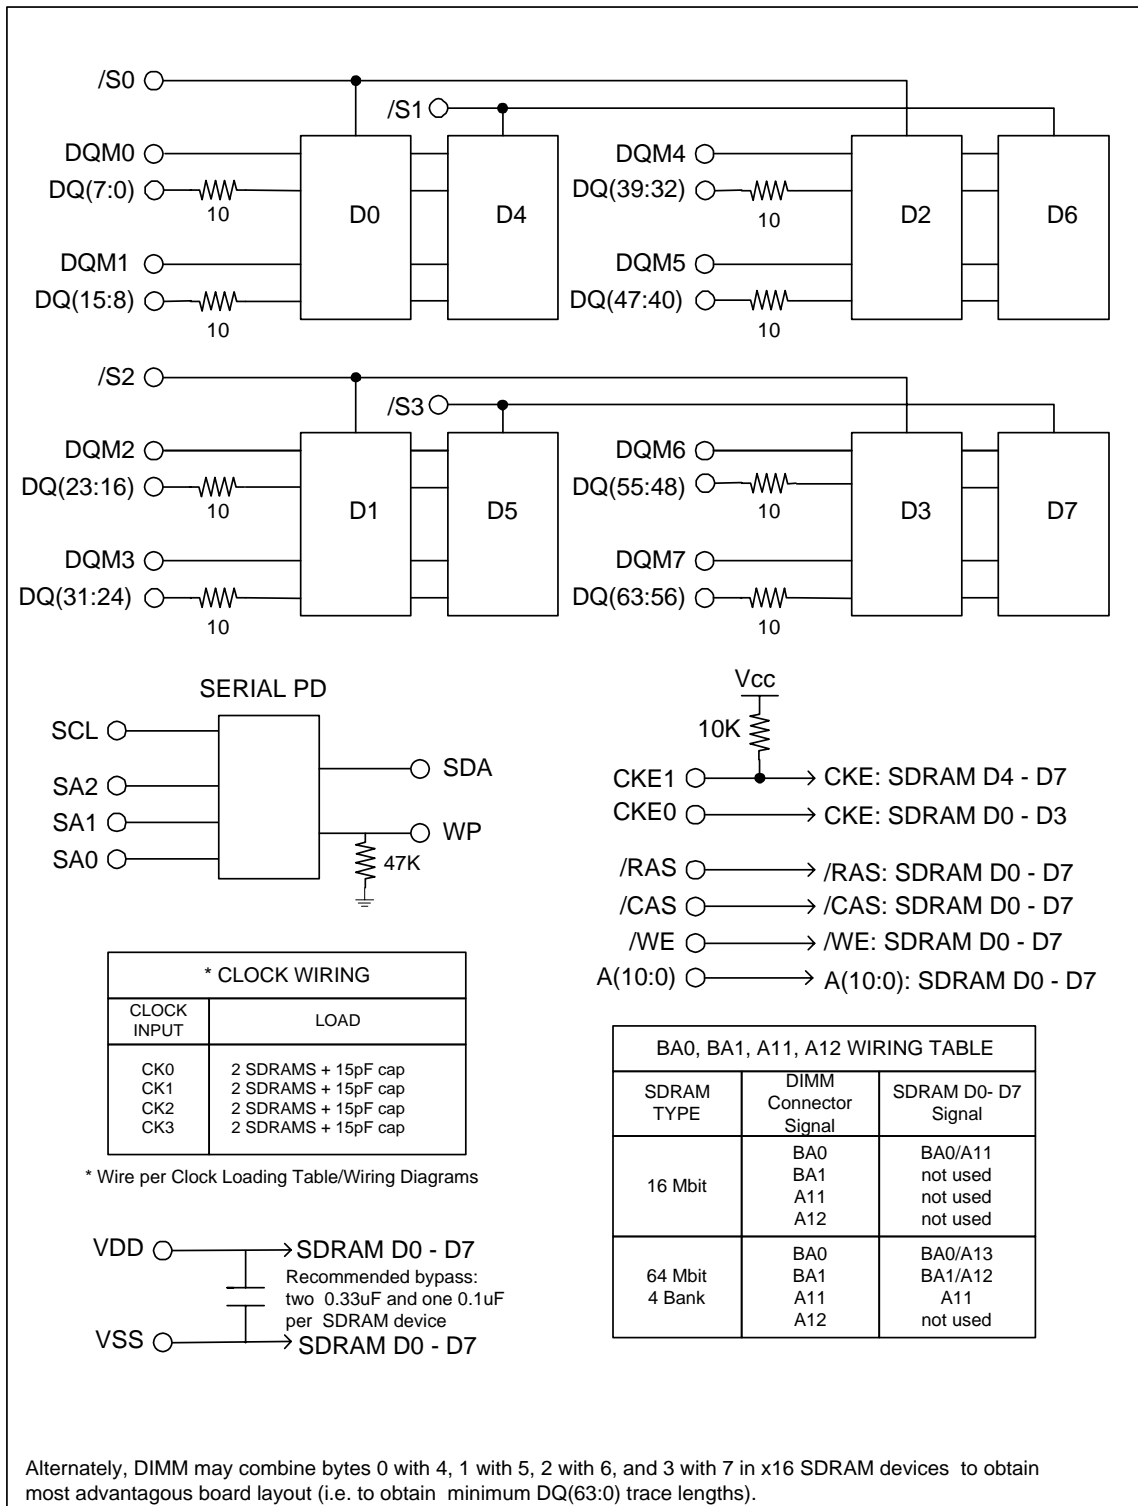 /S0
/S1
DQM0
DQM4
DQ(7:0)
DQ(39:32)
10
10
D0
D4
D2
D6
DQM1
DQM5
DQ(15:8)
DQ(47:40)
10
10
/S2
/S3
DQM2
DQM6
DQ(23:16)
DQ(55:48)
10
10
D1
D5
D3
D7
DQM3
DQM7
DQ(31:24)
DQ(63:56)
10
10
SERIAL PD
SCL
SA2
SA1
SA0
SDA
WP
47K
Vcc
10K
CKE1
CKE: SDRAM D4 - D7
CKE0
CKE: SDRAM D0 - D3
/RAS
/RAS: SDRAM D0 - D7
/CAS
/CAS: SDRAM D0 - D7
/WE
/WE: SDRAM D0 - D7
A(10:0)
A(10:0): SDRAM D0 - D7
* CLOCK WIRING
CLOCK
INPUT
LOAD
CK0 2 SDRAMS + 15pF cap
CK1 2 SDRAMS + 15pF cap
CK2 2 SDRAMS + 15pF cap
CK3 2 SDRAMS + 15pF cap
* Wire per Clock Loading Table/Wiring Diagrams
BA0, BA1, A11, A12 WIRING TABLE
SDRAM
TYPE
DIMM
Connector
Signal
SDRAM D0- D7
Signal
16 Mbit
BA0 BA0/A11
BA1 not used
A11 not used
A12 not used
64 Mbit
4 Bank
BA0 BA0/A13
BA1 BA1/A12
A11 A11
A12 not used
VDD
SDRAM D0 - D7
Recommended bypass:
two 0.33uF and one 0.1uF
per SDRAM device
VSS
SDRAM D0 - D7
Alternately, DIMM may combine bytes 0 with 4, 1 with 5, 2 with 6, and 3 with 7 in x16 SDRAM devices to obtain
most advantagous board layout (i.e. to obtain minimum DQ(63:0) trace lengths).